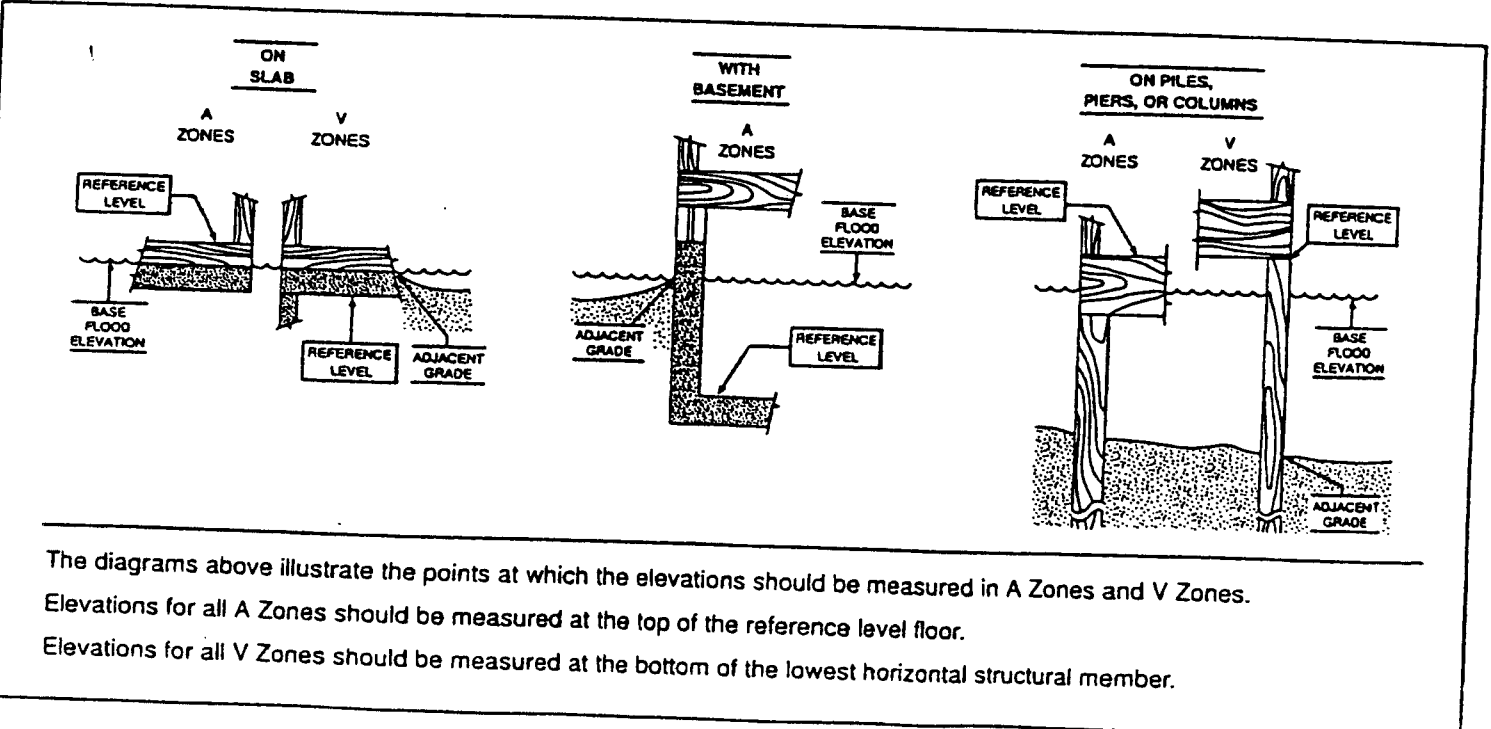 ON
SLAB
A
ZONES
V
ZONES
REFERENCE
LEVEL
BASE
FLOOD
ELEVATION
REFERENCE
LEVEL
ADJACENT
GRADE
WITH
BASEMENT
A
ZONES
BASE
FLOOD
ELEVATION
ADJACENT
GRADE
REFERENCE
LEVEL
ON PILES,
PIERS, OR COLUMNS
A
ZONES
V
ZONES
REFERENCE
LEVEL
REFERENCE
LEVEL
BASE
FLOOD
ELEVATION
ADJACENT
GRADE
The diagrams above illustrate the points at which the elevations should be measured in A Zones and V Zones.
Elevations for all A Zones should be measured at the top of the reference level floor.
Elevations for all V Zones should be measured at the bottom of the lowest horizontal structural member.